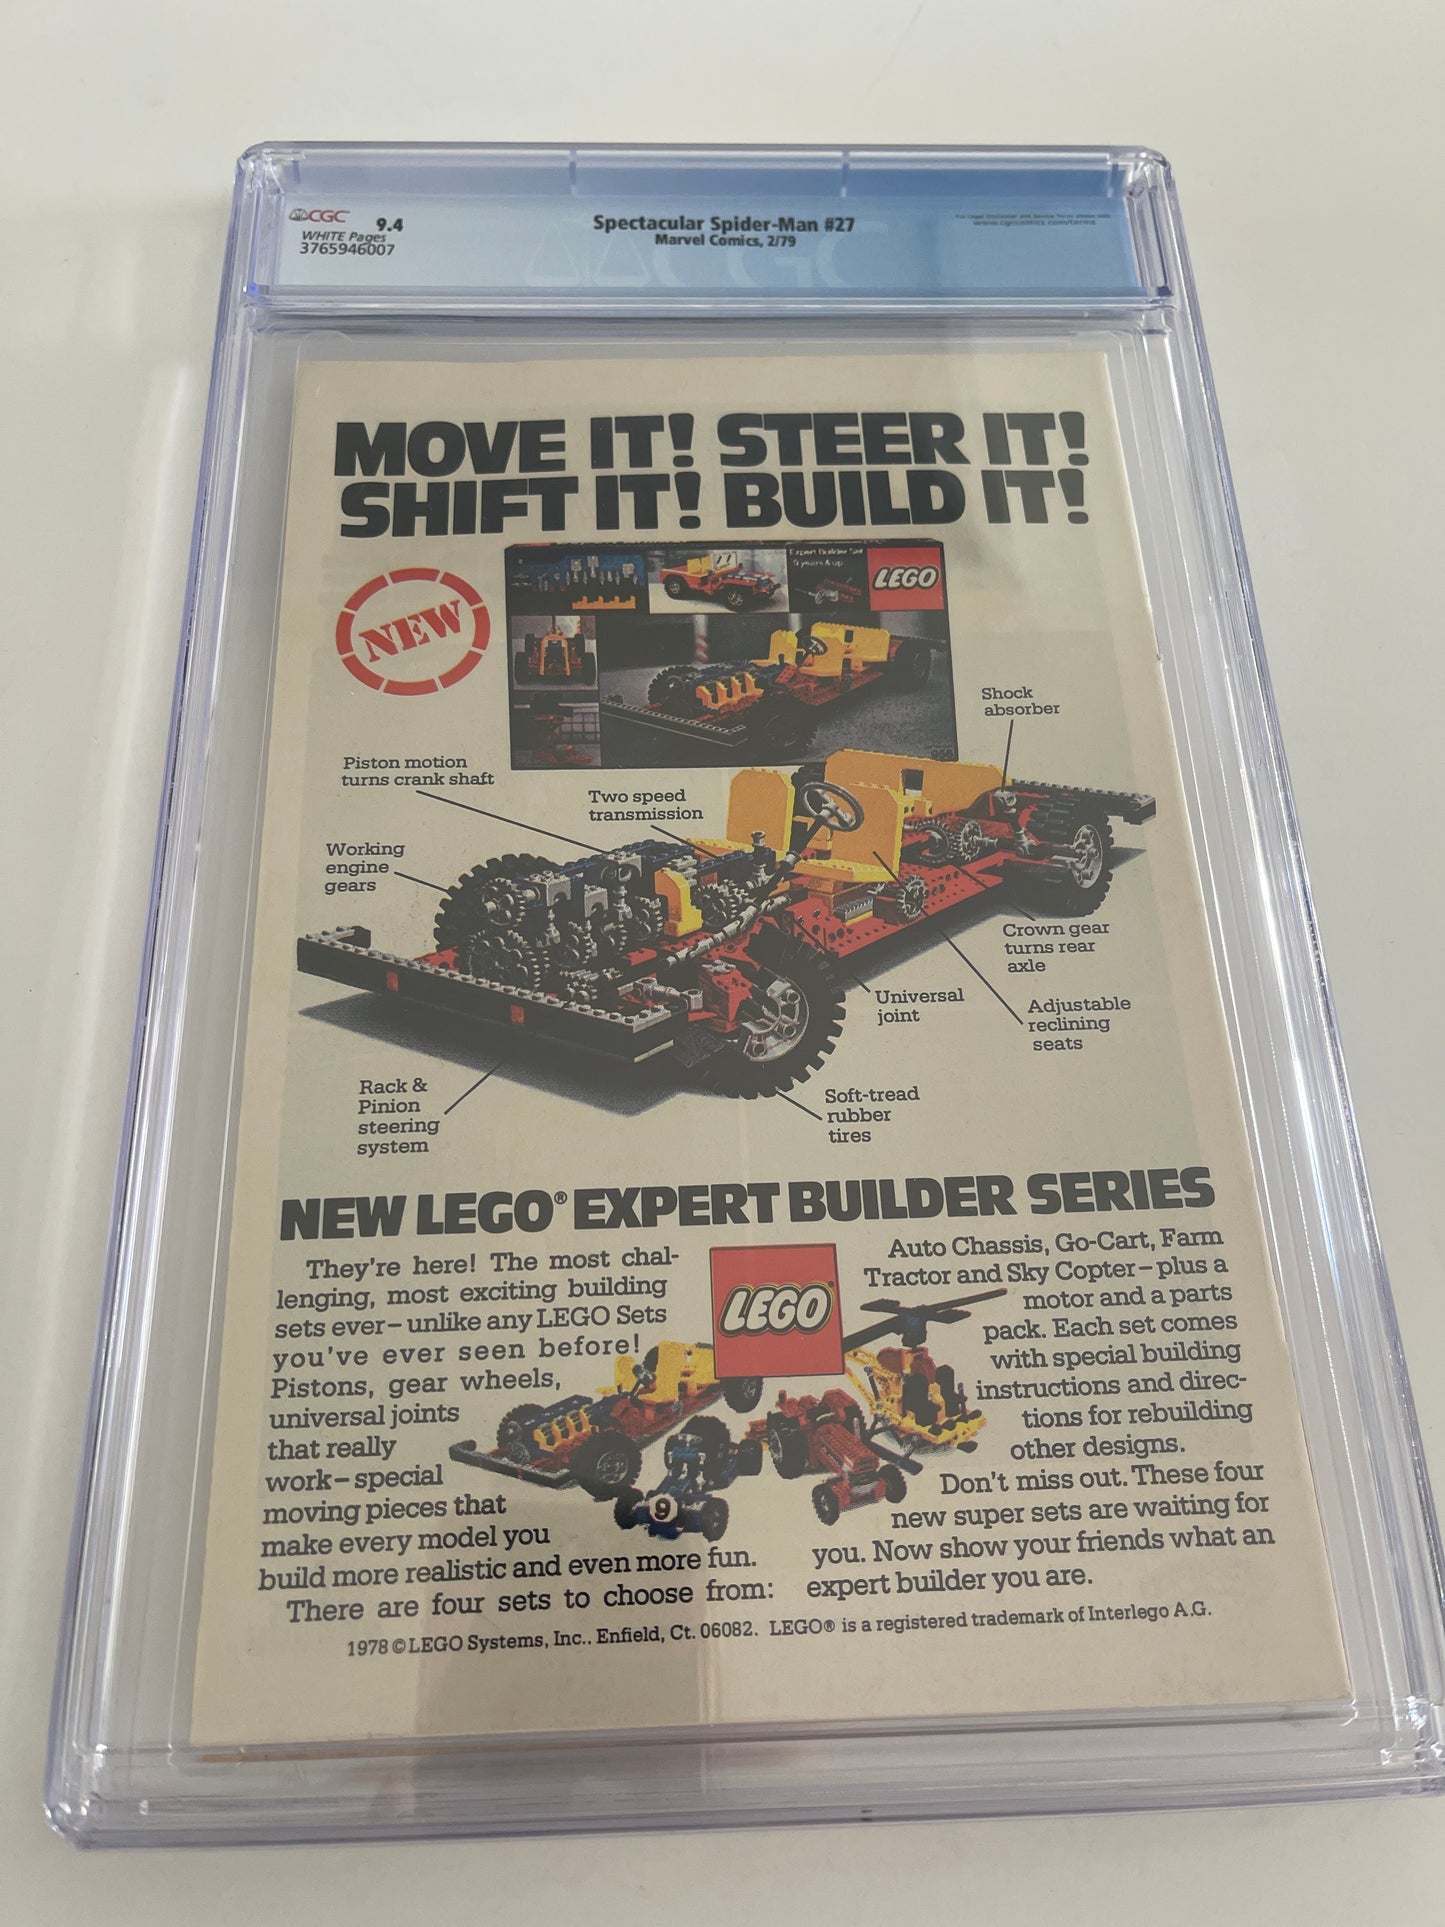 CGC 9.4
WHITE Pages
3765946007
Spectacular Spider-Man #27
Marvel Comics, 2/79
www.cgccomics.com/terms
CGC
MOVE IT! STEER IT!
SHIFT IT! BUILD IT!
NEW
Expert Builder Set
9 years & up
LEGO
956
Shock
absorber
Piston motion
turns crank shaft
Two speed
transmission
Working
engine
gears
Crown gear
turns rear
axle
Universal
joint
Adjustable
reclining
seats
Rack &
Pinion
steering
system
Soft-tread
rubber
tires
NEW LEGO® EXPERT BUILDER SERIES
They're here! The most chal-
lenging, most exciting building
sets ever–unlike any LEGO Sets
you've ever seen before!
Pistons, gear wheels,
universal joints
that really
work–special
moving pieces that
make every model you
build more realistic and even more fun.
There are four sets to choose from:
LEGO
9
Auto Chassis, Go-Cart, Farm
Tractor and Sky Copter–plus a
motor and a parts
pack. Each set comes
with special building
instructions and direc-
tions for rebuilding
other designs.
Don't miss out. These four
new super sets are waiting for
you. Now show your friends what an
expert builder you are.
1978 © LEGO Systems, Inc.. Enfield, Ct. 06082. LEGO® is a registered trademark of Interlego A.G.